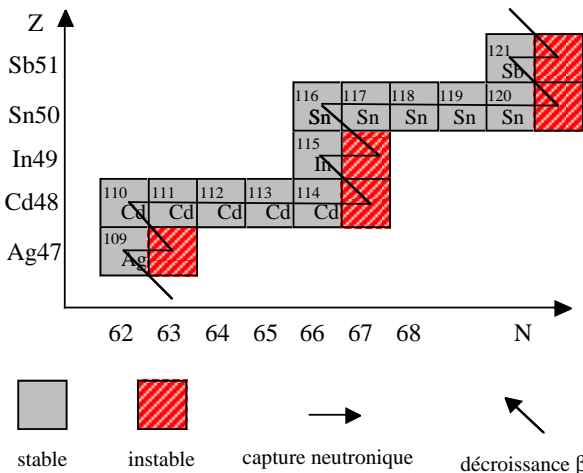 Z
121
Sb51
Sb
116 117 118 119 120
Sn50
Sn Sn Sn Sn Sn
115
In49
In
110 111 112 113 114
Cd48
Cd Cd Cd Cd Cd
109
Ag47
Ag
62 63 64 65 66 67 68 N
stable instable capture neutronique décroissance β